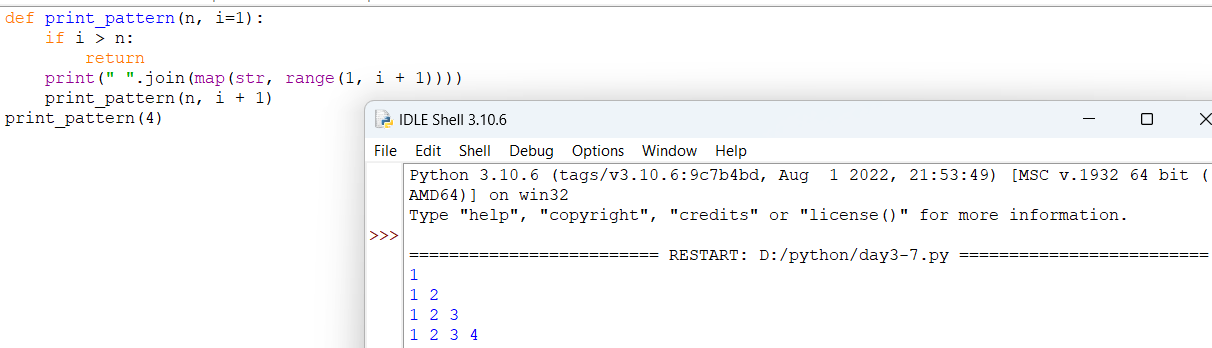 def print_pattern(n, i=1):
    if i > n:
        return
    print(" ".join(map(str, range(1, i + 1))))
    print_pattern(n, i + 1)
print_pattern(4)
IDLE Shell 3.10.6
File Edit Shell Debug Options Window Help
Python 3.10.6 (tags/v3.10.6:9c7b4bd, Aug  1 2022, 21:53:49) [MSC v.1932 64 bit (
AMD64)] on win32
Type "help", "copyright", "credits" or "license()" for more information.
>>>
========================= RESTART: D:/python/day3-7.py =========================
1
1 2
1 2 3
1 2 3 4